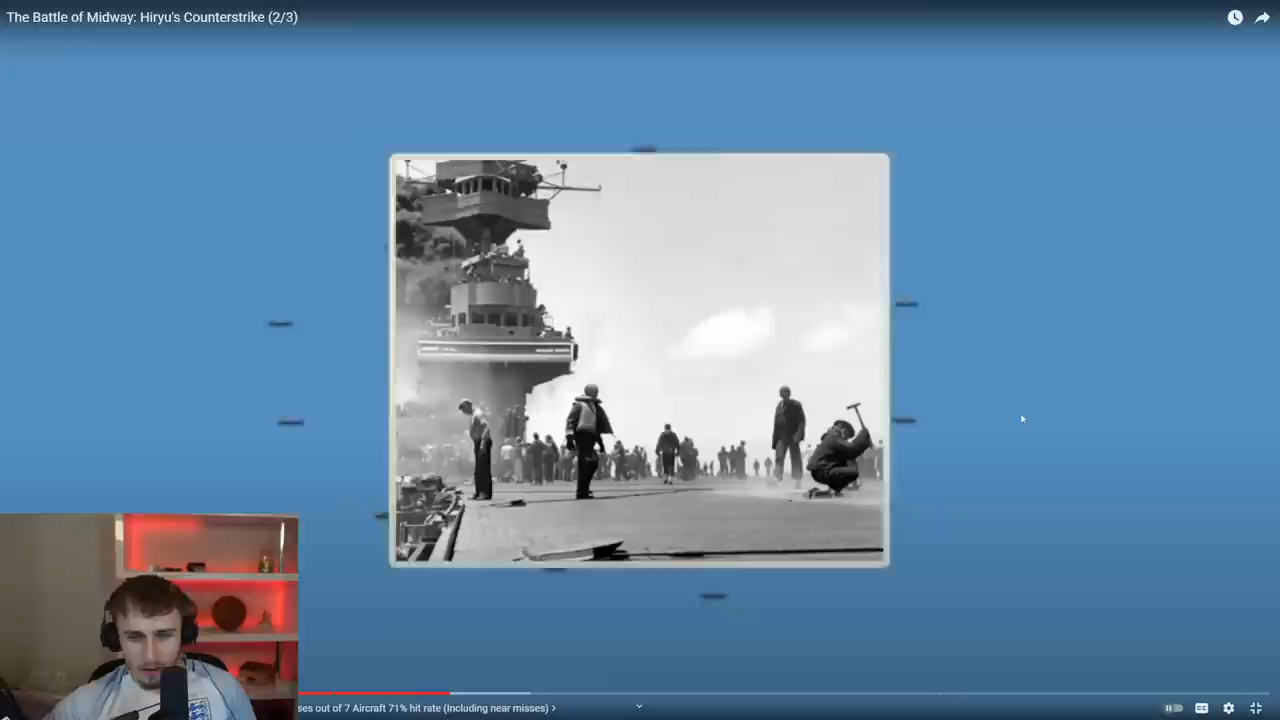 The Battle of Midway: Hiryu's Counterstrike (2/3)
ses out of 7 Aircraft 71% hit rate (Including near misses) ›
CC